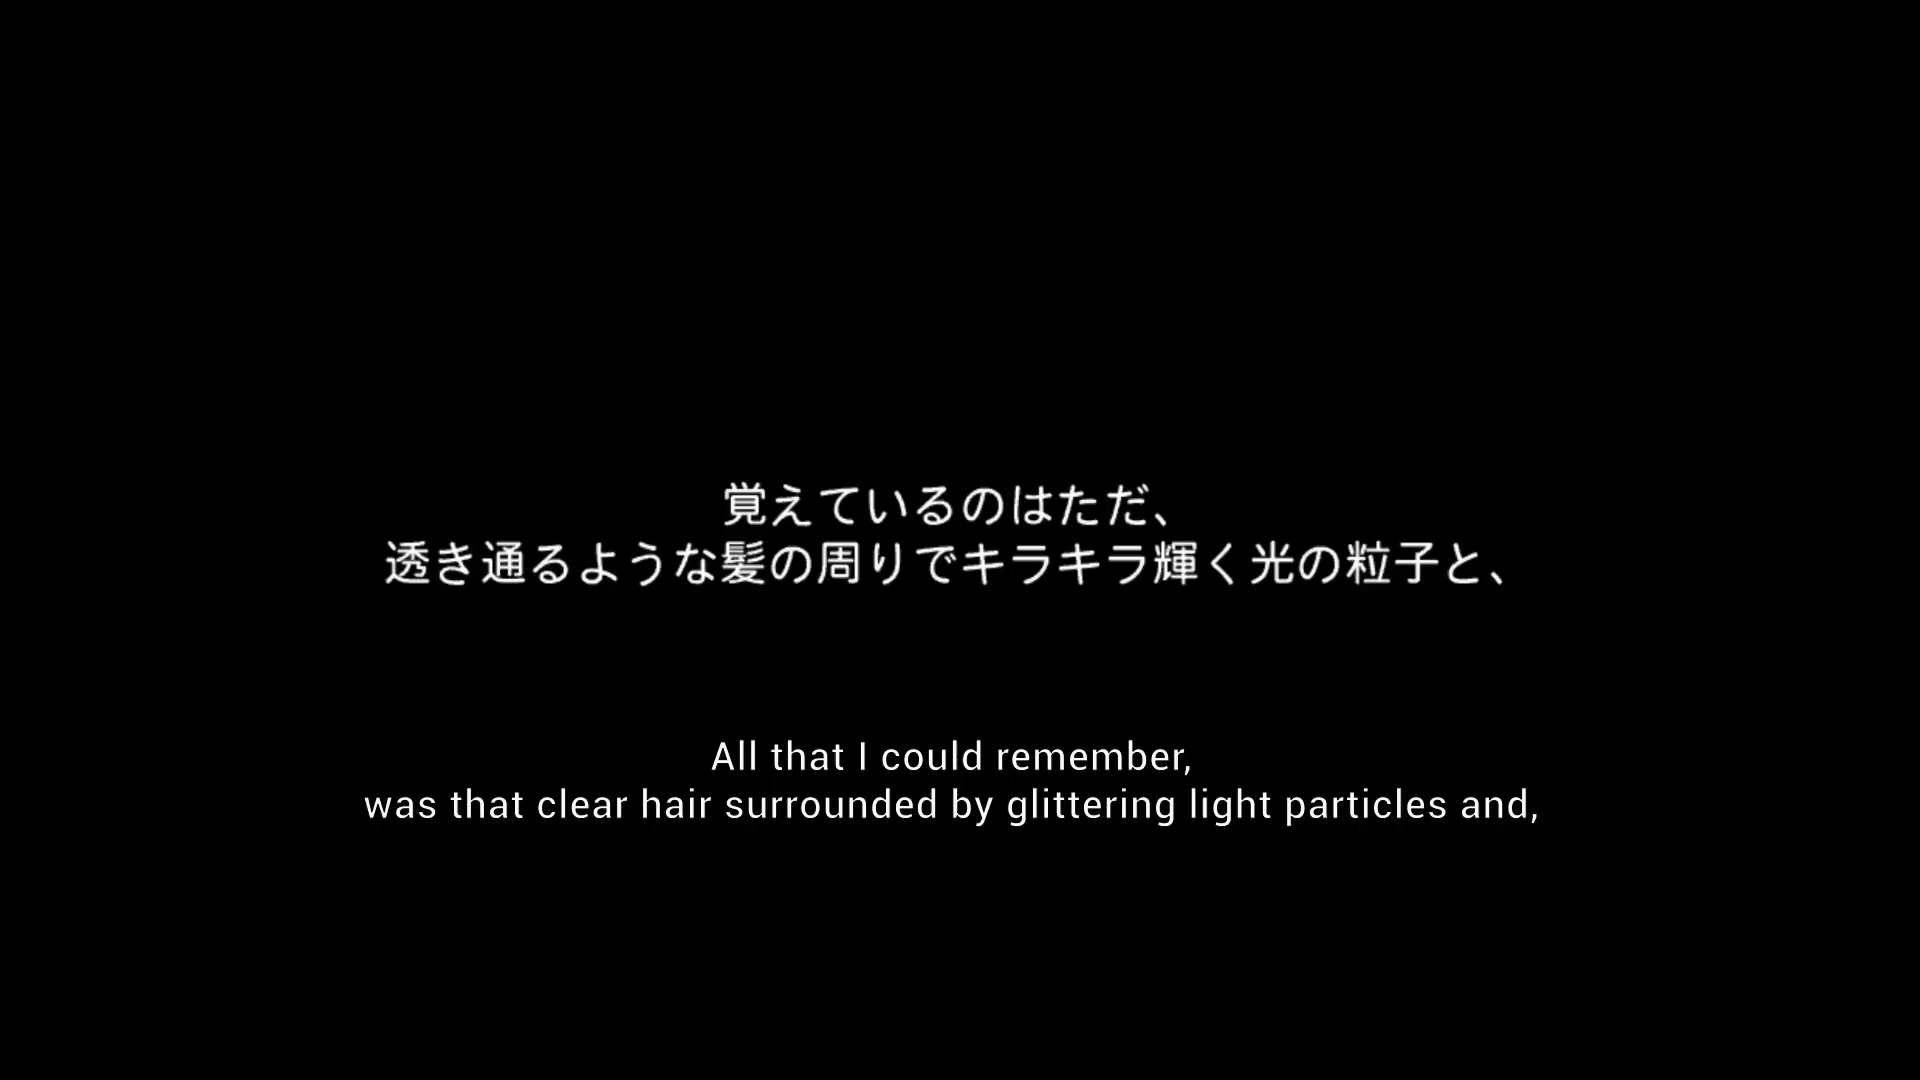 覚えているのはただ、
透き通るような髪の周りでキラキラ輝く光の粒子と、
All that I could remember,
was that clear hair surrounded by glittering light particles and,